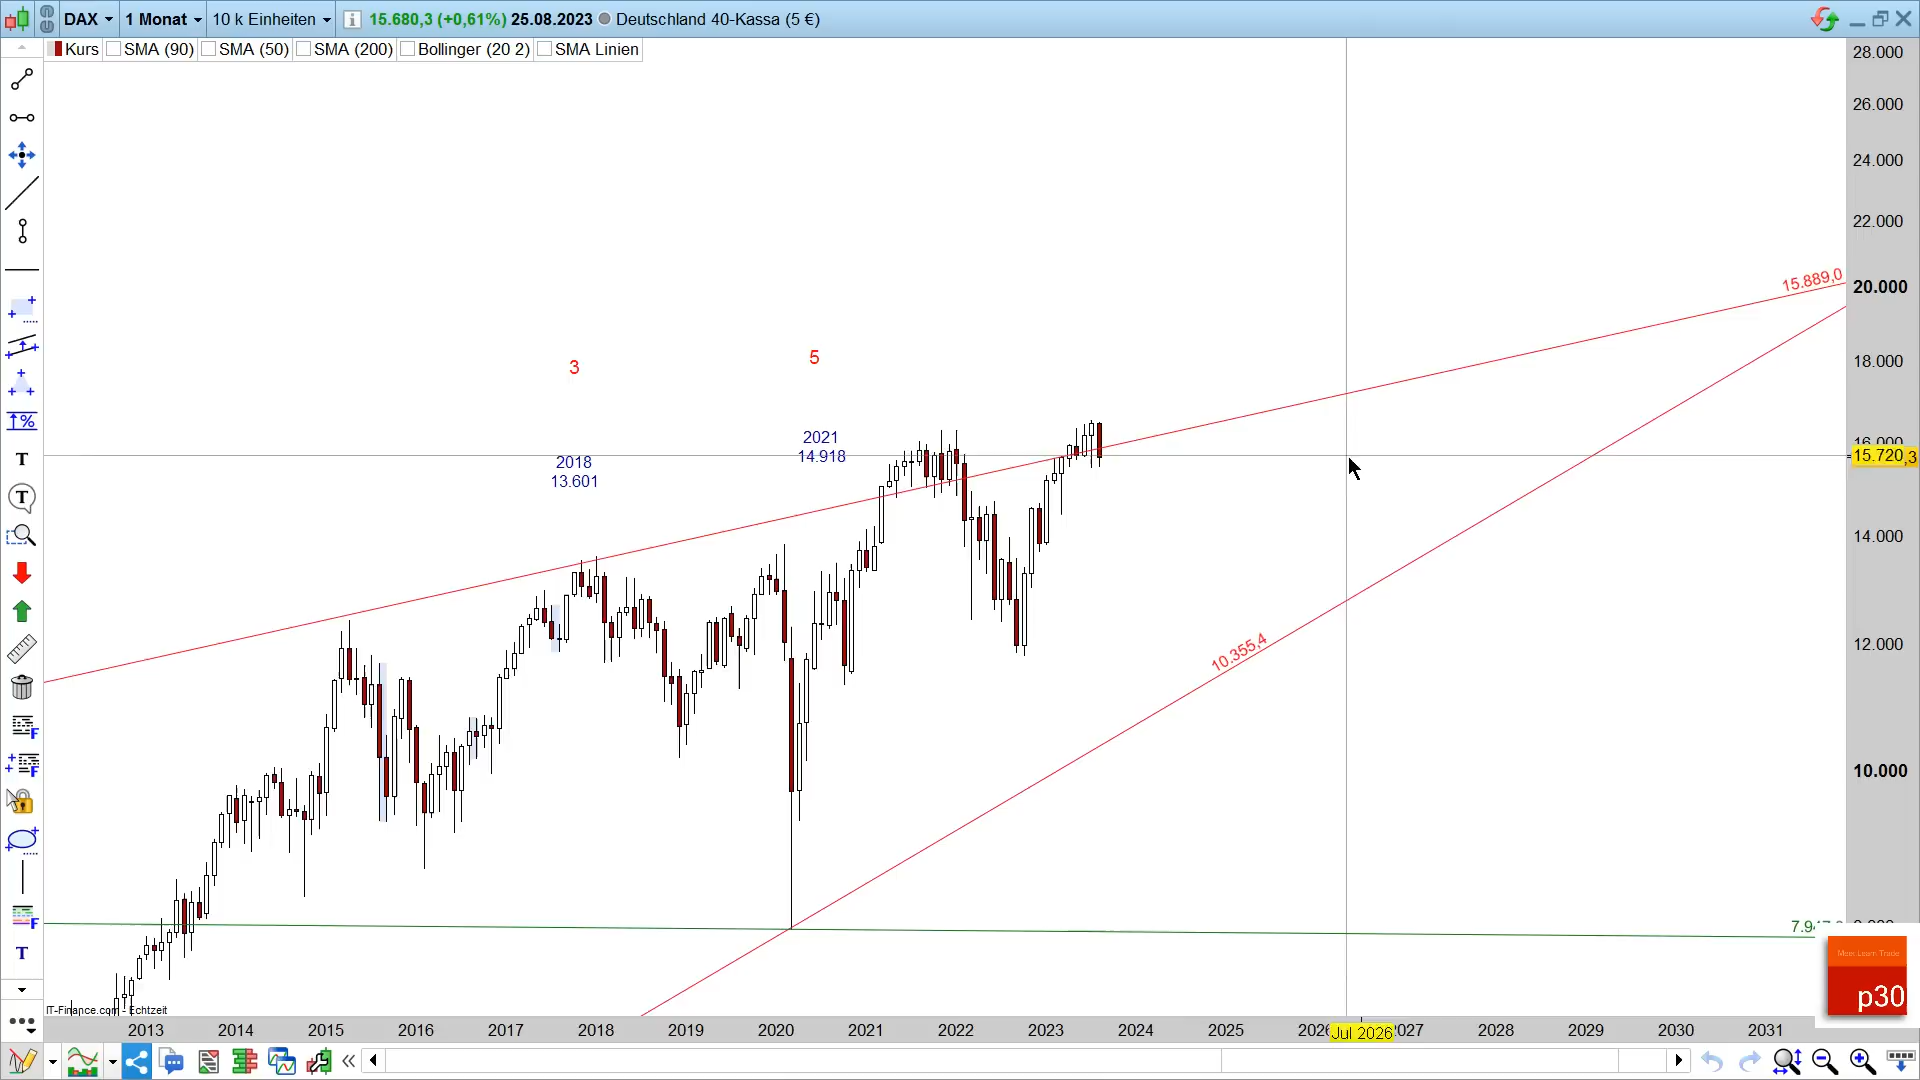 DAX 1 Monat 10 k Einheiten 15.680,3 (+0,61%) 25.08.2023 Deutschland 40-Kassa (5 €)
Kurs SMA (90) SMA (50) SMA (200) Bollinger (20 2) SMA Linien
28.000
26.000
24.000
22.000
15.889,0
20.000
3
5
18.000
2021
14.918
16.000
15.720,3
2018
13.601
14.000
10.355,4
12.000
10.000
T
T
T
F
F
F
%
IT-Finance.com - Echtzeit
p30
2013 2014 2015 2016 2017 2018 2019 2020 2021 2022 2023 2024 2025 2026 Jul 2026 2027 2028 2029 2030 2031